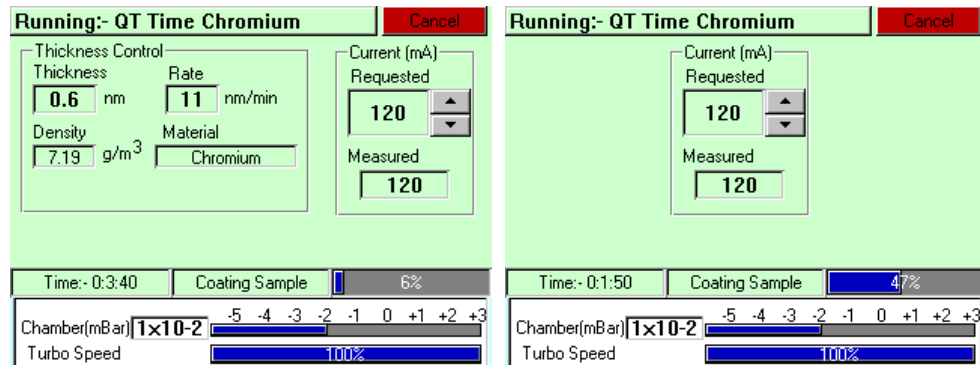 Running:- QT Time Chromium Cancel
Thickness Control
Thickness Rate
0.6 nm 11 nm/min
Density Material
7.19 g/m3 Chromium
Current (mA)
Requested
120
Measured
120
Time:- 0:3:40 Coating Sample 6%
Chamber(mBar) 1x10-2 -5 -4 -3 -2 -1 0 +1 +2 +3
Turbo Speed 100%
Running:- QT Time Chromium Cancel
Current (mA)
Requested
120
Measured
120
Time:- 0:1:50 Coating Sample 47%
Chamber(mBar) 1x10-2 -5 -4 -3 -2 -1 0 +1 +2 +3
Turbo Speed 100%